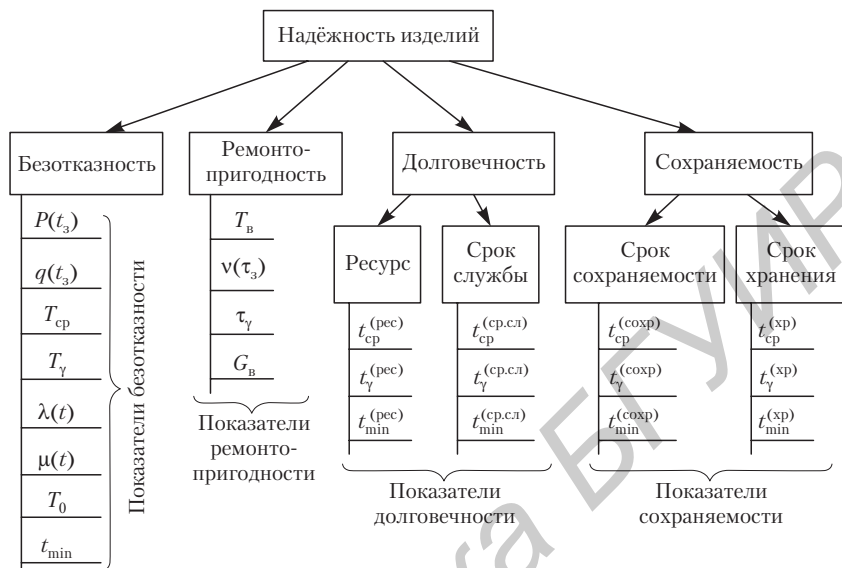 Надёжность изделий
Безотказность
Ремонто-
пригодность
Долговечность
Сохраняемость
P(tз)
q(tз)
Tср
Tγ
λ(t)
μ(t)
T0
tmin
Показатели безотказности
Tв
ν(τз)
τγ
Gв
Показатели
ремонто-
пригодности
Ресурс
Срок
службы
tср(рес)
tγ(рес)
tmin(рес)
tср(ср.сл)
tγ(ср.сл)
tmin(ср.сл)
Показатели
долговечности
Срок
сохраняемости
Срок
хранения
tср(сохр)
tγ(сохр)
tmin(сохр)
tср(хр)
tγ(хр)
tmin(хр)
Показатели
сохраняемости
БГУИР